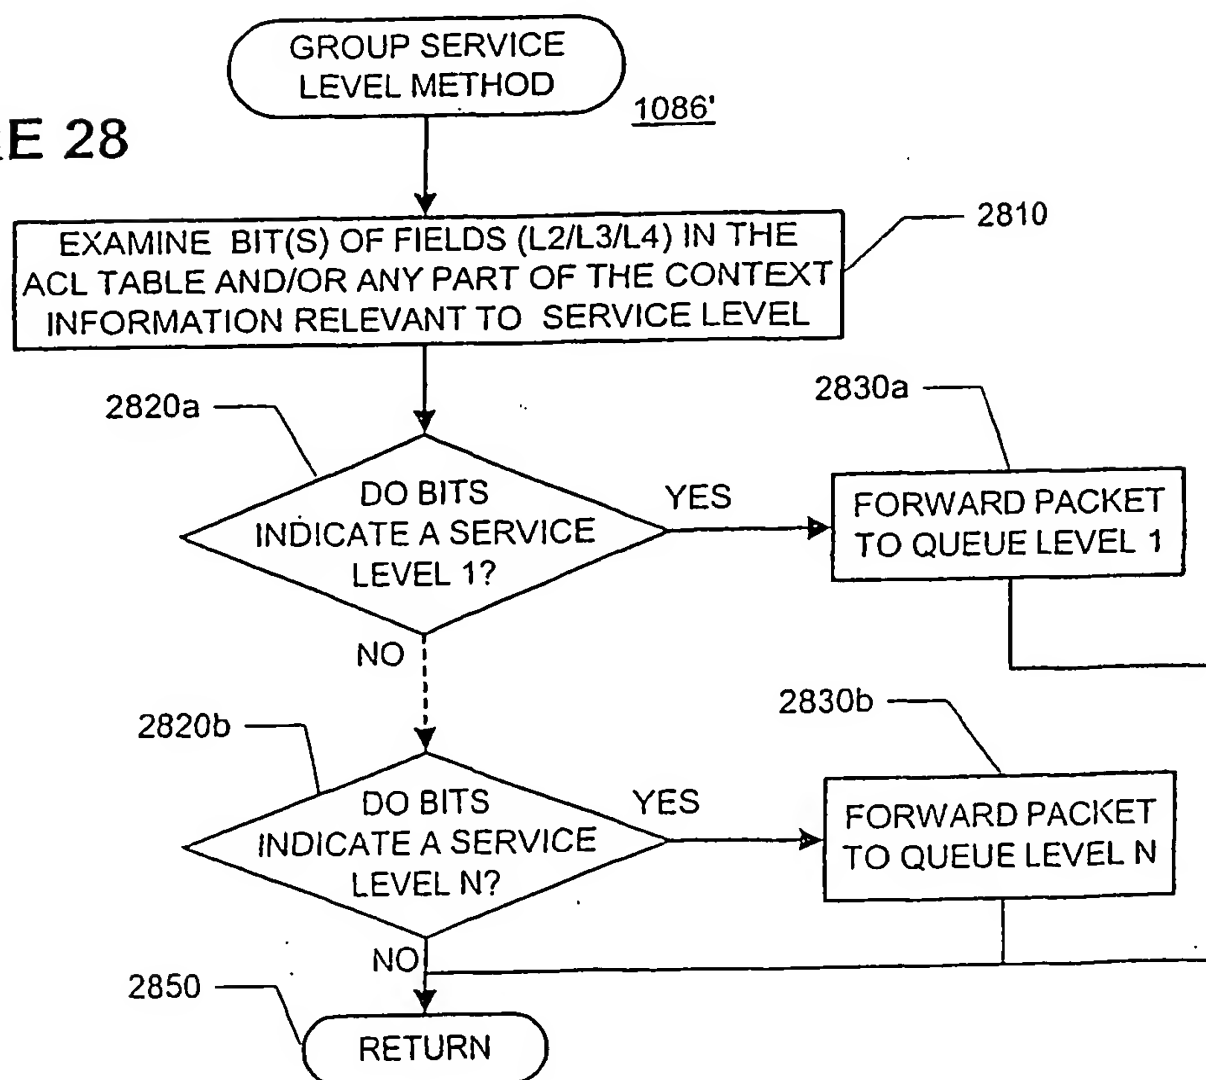 GROUP SERVICE
LEVEL METHOD
1086'
E 28
EXAMINE BIT(S) OF FIELDS (L2/L3/L4) IN THE
ACL TABLE AND/OR ANY PART OF THE CONTEXT
INFORMATION RELEVANT TO SERVICE LEVEL
2810
2820a
2830a
DO BITS
INDICATE A SERVICE
LEVEL 1?
YES
FORWARD PACKET
TO QUEUE LEVEL 1
NO
2820b
2830b
DO BITS
INDICATE A SERVICE
LEVEL N?
YES
FORWARD PACKET
TO QUEUE LEVEL N
NO
2850
RETURN